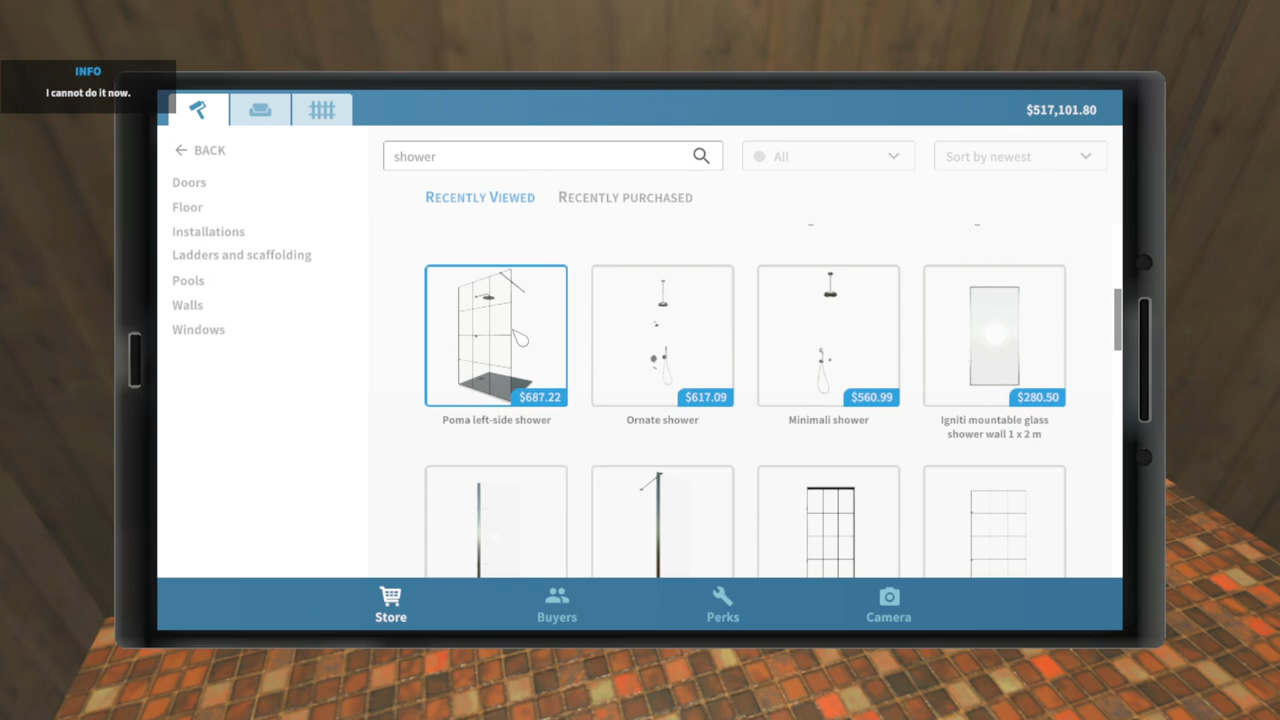 INFO
I cannot do it now.
$517,101.80
BACK
shower
All
Sort by newest
Doors
Floor
Installations
Ladders and scaffolding
Pools
Walls
Windows
RECENTLY VIEWED
RECENTLY PURCHASED
$687.22
$617.09
$560.99
$280.50
Poma left-side shower
Ornate shower
Minimali shower
Igniti mountable glass
shower wall 1 x 2 m
Store
Buyers
Perks
Camera